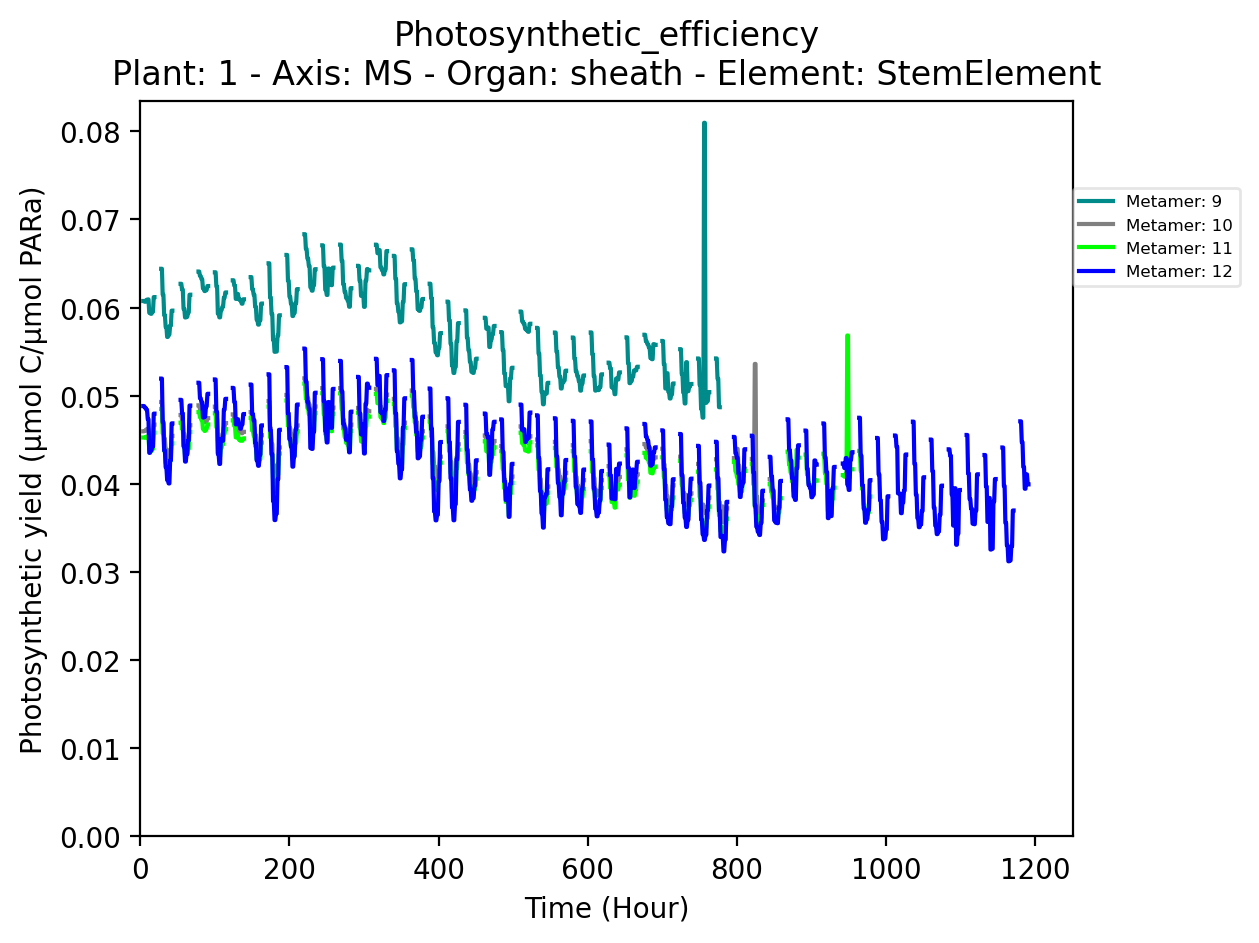 Photosynthetic_efficiency
Plant: 1 - Axis: MS - Organ: sheath - Element: StemElement
Photosynthetic yield (µmol C/µmol PARa)
0.08
0.07
0.06
0.05
0.04
0.03
0.02
0.01
0.00
0 200 400 600 800 1000 1200
Time (Hour)
Metamer: 9
Metamer: 10
Metamer: 11
Metamer: 12